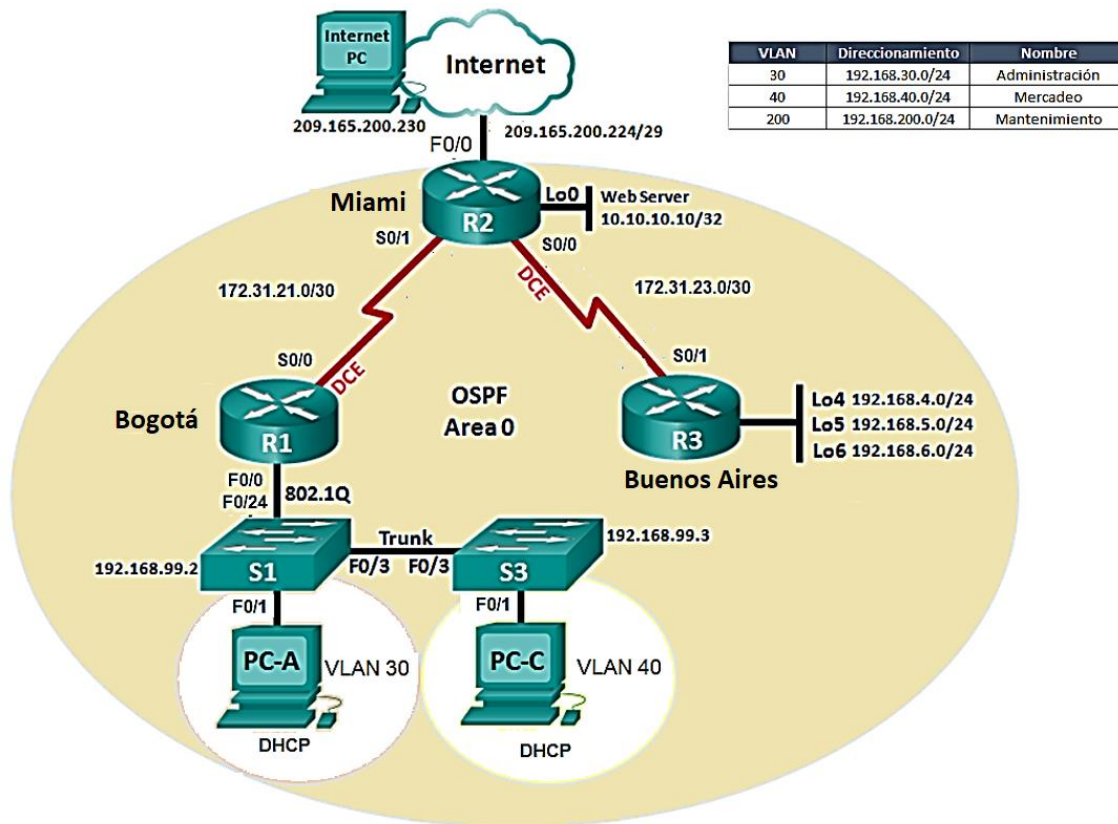 Internet
PC
Internet
209.165.200.230
209.165.200.224/29
F0/0
VLAN Direccionamiento Nombre
30 192.168.30.0/24 Administración
40 192.168.40.0/24 Mercadeo
200 192.168.200.0/24 Mantenimiento
Miami
R2
Lo0
Web Server
10.10.10.10/32
S0/1
S0/0
DCE
172.31.21.0/30
172.31.23.0/30
S0/0
DCE
S0/1
OSPF
Area 0
Bogotá
R1
R3
Buenos Aires
Lo4 192.168.4.0/24
Lo5 192.168.5.0/24
Lo6 192.168.6.0/24
F0/0
F0/24
802.1Q
Trunk
192.168.99.3
192.168.99.2
S1
F0/3
F0/3
S3
F0/1
F0/1
PC-A
VLAN 30
PC-C
VLAN 40
DHCP
DHCP